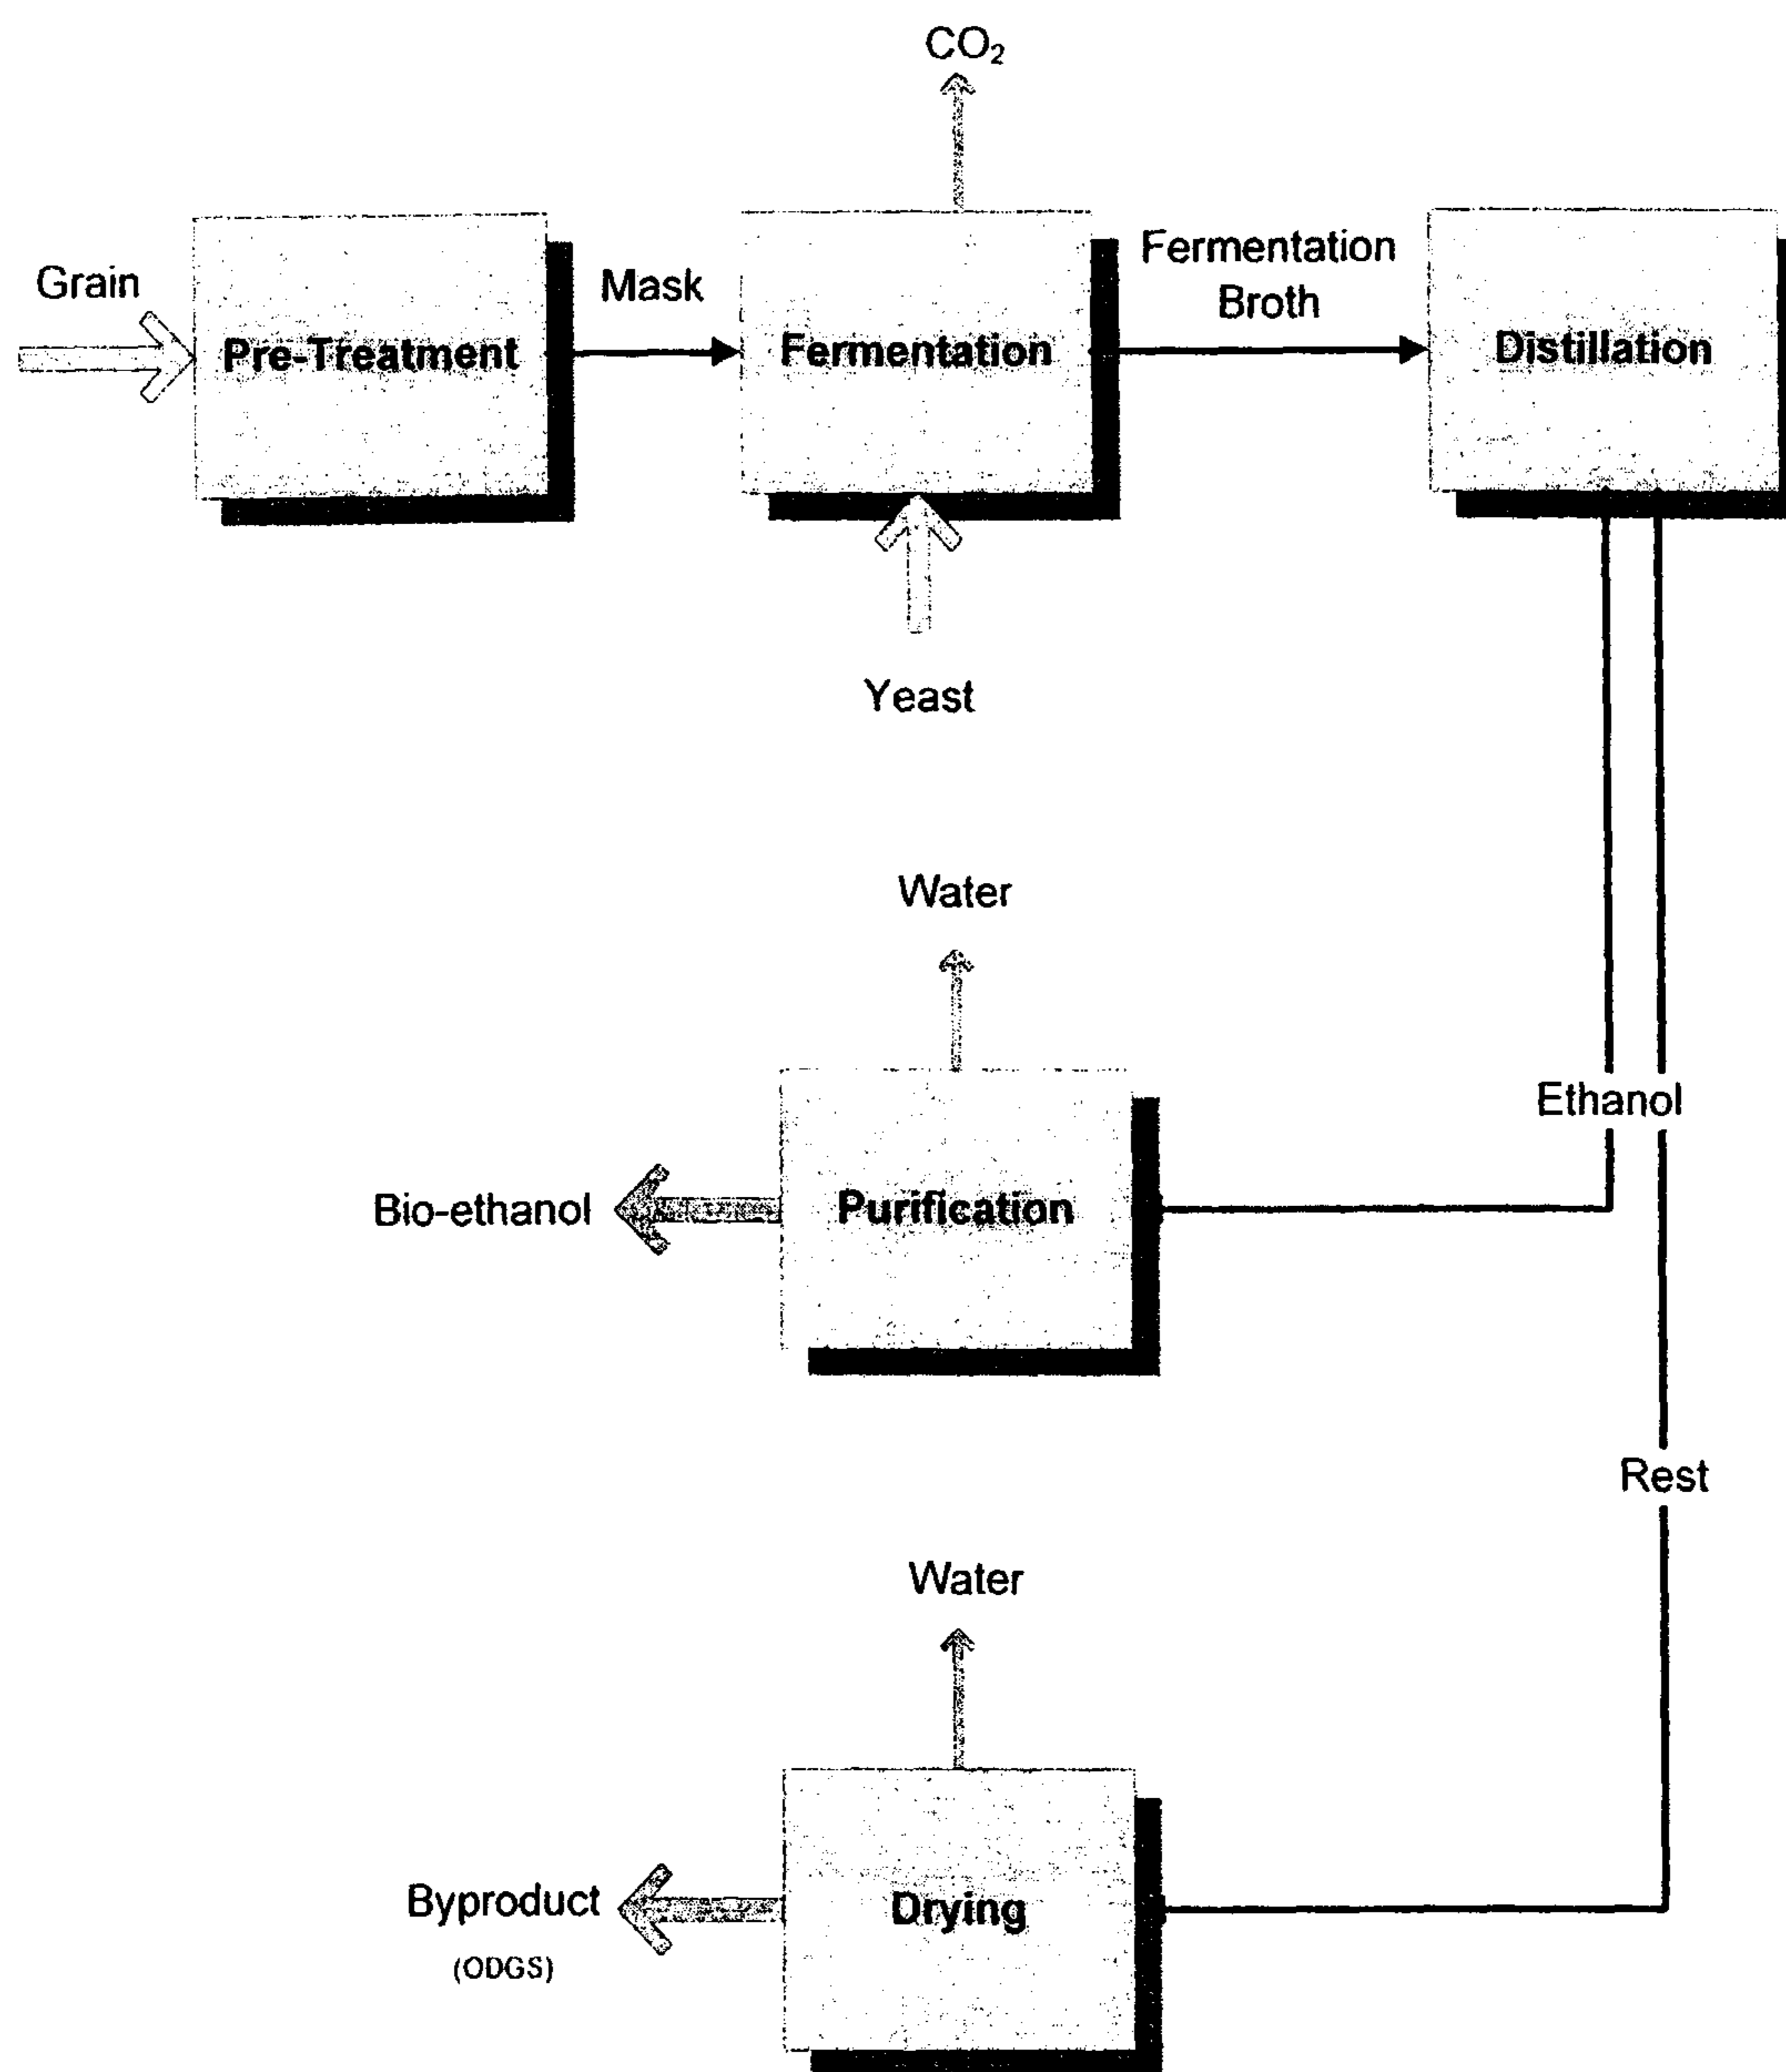 CO₂
Grain
Pre-Treatment
Mask
Fermentation
Fermentation
Broth
Distillation
Yeast
Water
Ethanol
Bio-ethanol
Purification
Rest
Water
Byproduct
(ODGS)
Drying